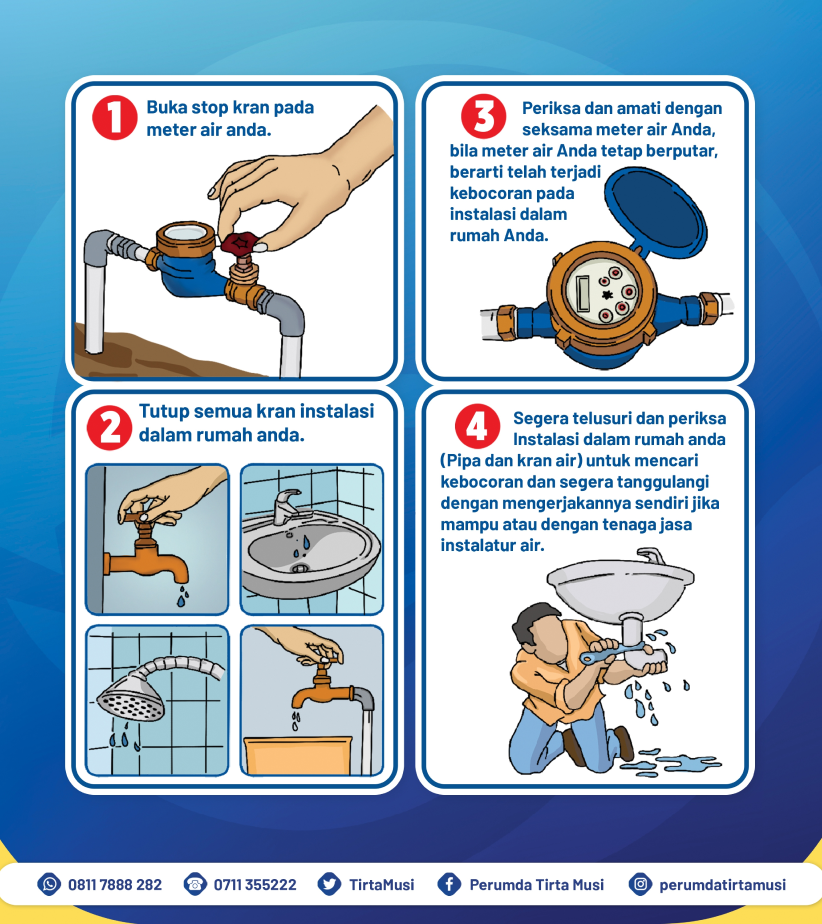 1
Buka stop kran pada
meter air anda.
2
Tutup semua kran instalasi
dalam rumah anda.
3
Periksa dan amati dengan
seksama meter air Anda,
bila meter air Anda tetap berputar,
berarti telah terjadi
kebocoran pada
instalasi dalam
rumah Anda.
4
Segera telusuri dan periksa
Instalasi dalam rumah anda
(Pipa dan kran air) untuk mencari
kebocoran dan segera tanggulangi
dengan mengerjakannya sendiri jika
mampu atau dengan tenaga jasa
instalatur air.
0811 7888 282 0711 355222 TirtaMusi Perumda Tirta Musi perumdatirtamusi